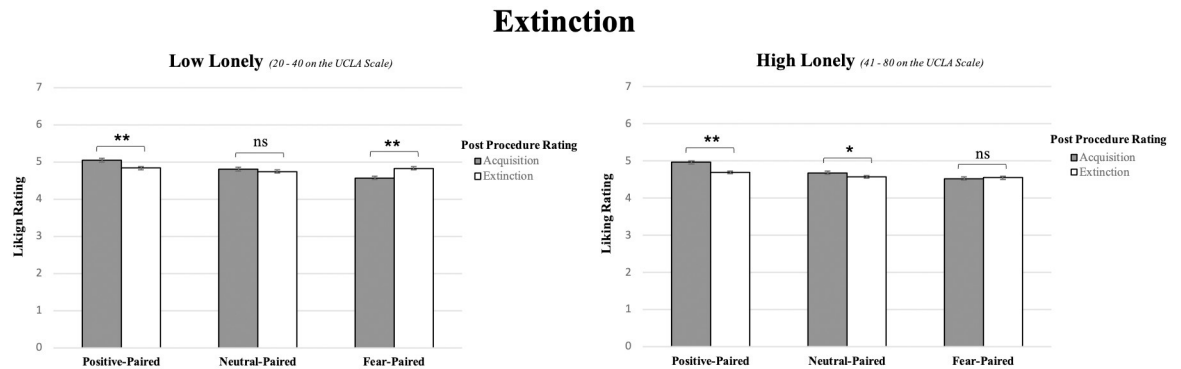 Extinction
Low Lonely (20 - 40 on the UCLA Scale)
7
6
5
4
3
2
1
0
Likign Rating
**
ns
**
Post Procedure Rating
Acquisition
Extinction
Positive-Paired
Neutral-Paired
Fear-Paired
High Lonely (41 - 80 on the UCLA Scale)
7
6
5
4
3
2
1
0
Liking Rating
**
*
ns
Post Procedure Rating
Acquisition
Extinction
Positive-Paired
Neutral-Paired
Fear-Paired